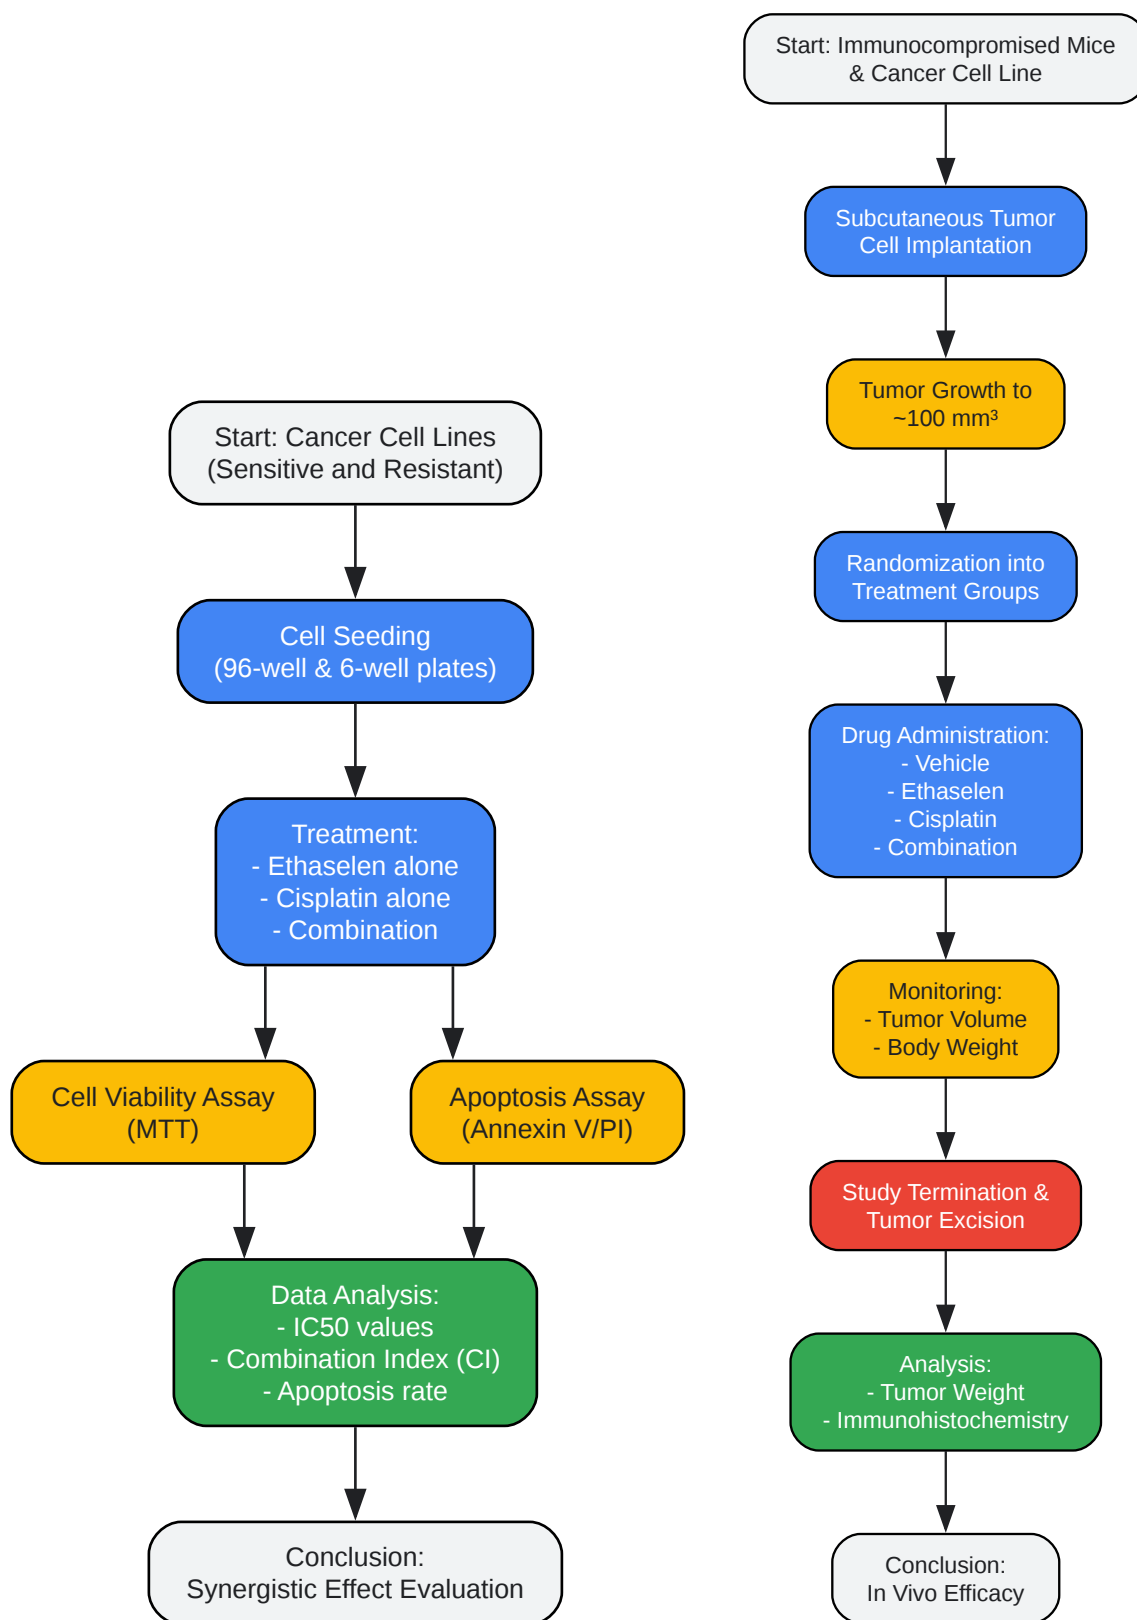 Start: Cancer Cell Lines
(Sensitive and Resistant)
Cell Seeding
(96-well & 6-well plates)
Treatment:
- Ethaselen alone
- Cisplatin alone
- Combination
Cell Viability Assay
(MTT)
Apoptosis Assay
(Annexin V/PI)
Data Analysis:
- IC50 values
- Combination Index (CI)
- Apoptosis rate
Conclusion:
Synergistic Effect Evaluation
Start: Immunocompromised Mice
& Cancer Cell Line
Subcutaneous Tumor
Cell Implantation
Tumor Growth to
~100 mm³
Randomization into
Treatment Groups
Drug Administration:
- Vehicle
- Ethaselen
- Cisplatin
- Combination
Monitoring:
- Tumor Volume
- Body Weight
Study Termination &
Tumor Excision
Analysis:
- Tumor Weight
- Immunohistochemistry
Conclusion:
In Vivo Efficacy